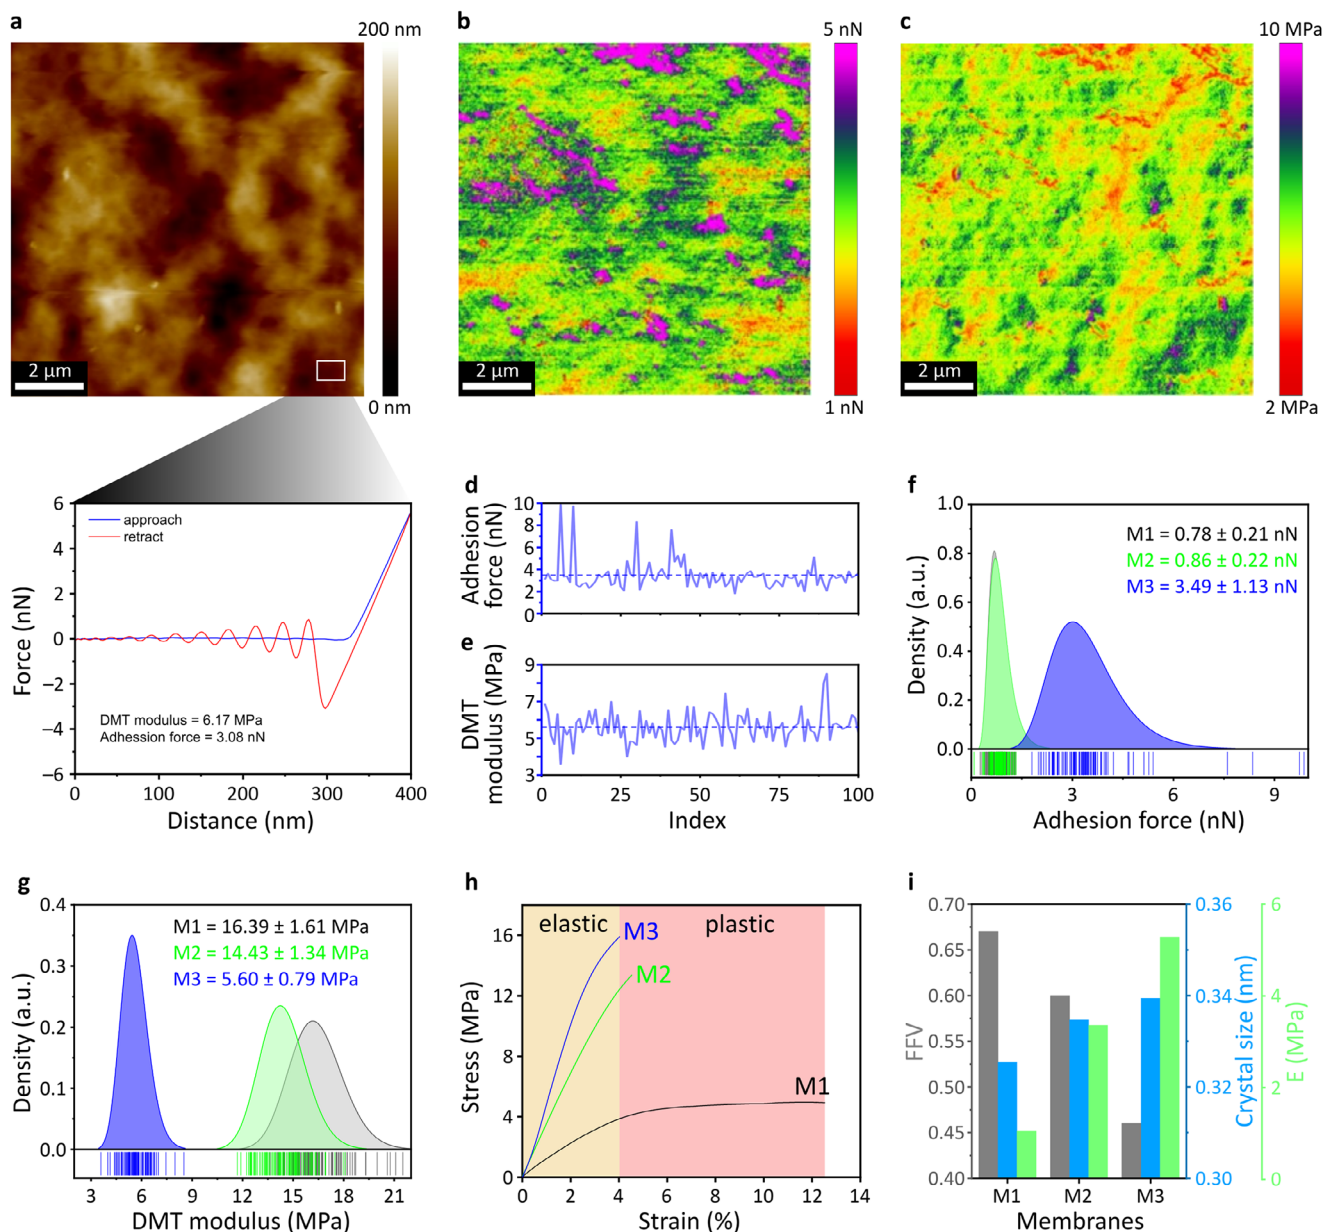 a
200 nm
2 μm
0 nm
b
5 nN
2 μm
1 nN
c
10 MPa
2 μm
2 MPa
6
4
2
0
−2
−4
−6
Force (nN)
approach
retract
DMT modulus = 6.17 MPa
Adhession force = 3.08 nN
0
100
200
300
400
Distance (nm)
d
10
8
6
4
2
0
Adhesion
force (nN)
e
9
7
5
3
DMT
modulus (MPa)
0
25
50
75
100
Index
f
1.0
0.8
0.6
0.4
0.2
0.0
Density (a.u.)
M1 = 0.78 ± 0.21 nN
M2 = 0.86 ± 0.22 nN
M3 = 3.49 ± 1.13 nN
0
3
6
9
Adhesion force (nN)
g
0.4
0.3
0.2
0.1
0.0
Density (a.u.)
M1 = 16.39 ± 1.61 MPa
M2 = 14.43 ± 1.34 MPa
M3 = 5.60 ± 0.79 MPa
3
6
9
12
15
18
21
DMT modulus (MPa)
h
16
12
8
4
0
Stress (MPa)
elastic
plastic
M3
M2
M1
0
2
4
6
8
10
12
14
Strain (%)
i
0.70
0.65
0.60
0.55
0.50
0.45
0.40
FFV
0.36
0.34
0.32
0.30
Crystal size (nm)
6
4
2
0
E (MPa)
M1
M2
M3
Membranes